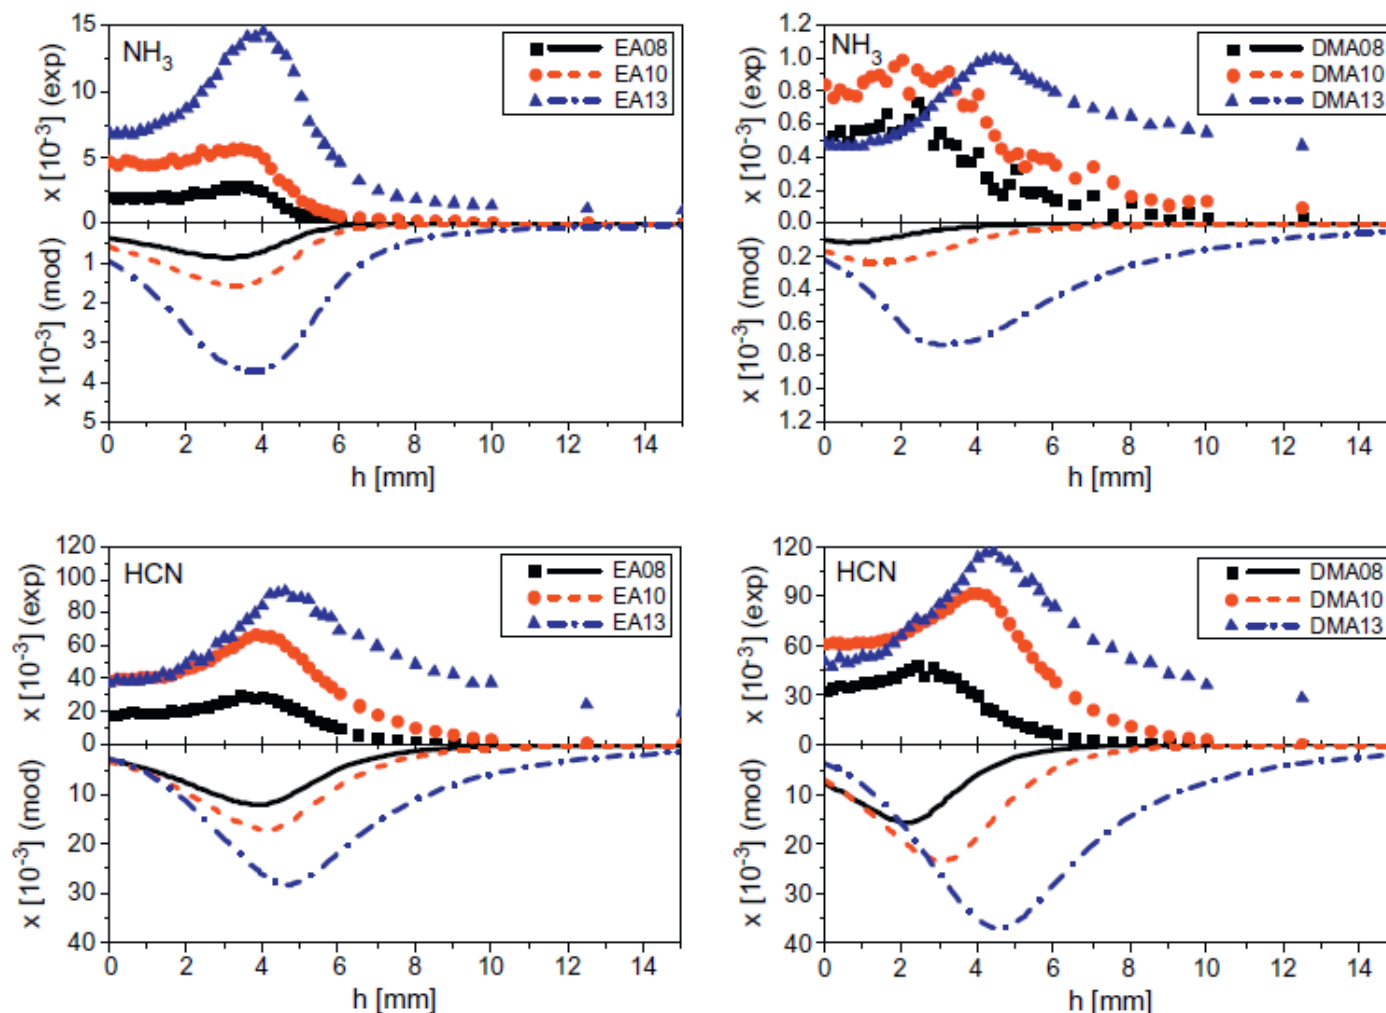 NH3
EA08
EA10
EA13
x [10-3] (exp)
15
10
5
0
x [10-3] (mod)
1
2
3
4
5
0 2 4 6 8 10 12 14
h [mm]
NH3
DMA08
DMA10
DMA13
x [10-3] (exp)
1.2
1.0
0.8
0.6
0.4
0.2
0.0
x [10-3] (mod)
0.2
0.4
0.6
0.8
1.0
1.2
0 2 4 6 8 10 12 14
h [mm]
HCN
EA08
EA10
EA13
x [10-3] (exp)
120
100
80
60
40
20
0
x [10-3] (mod)
10
20
30
40
0 2 4 6 8 10 12 14
h [mm]
HCN
DMA08
DMA10
DMA13
x [10-3] (exp)
120
90
60
30
0
x [10-3] (mod)
10
20
30
40
0 2 4 6 8 10 12 14
h [mm]